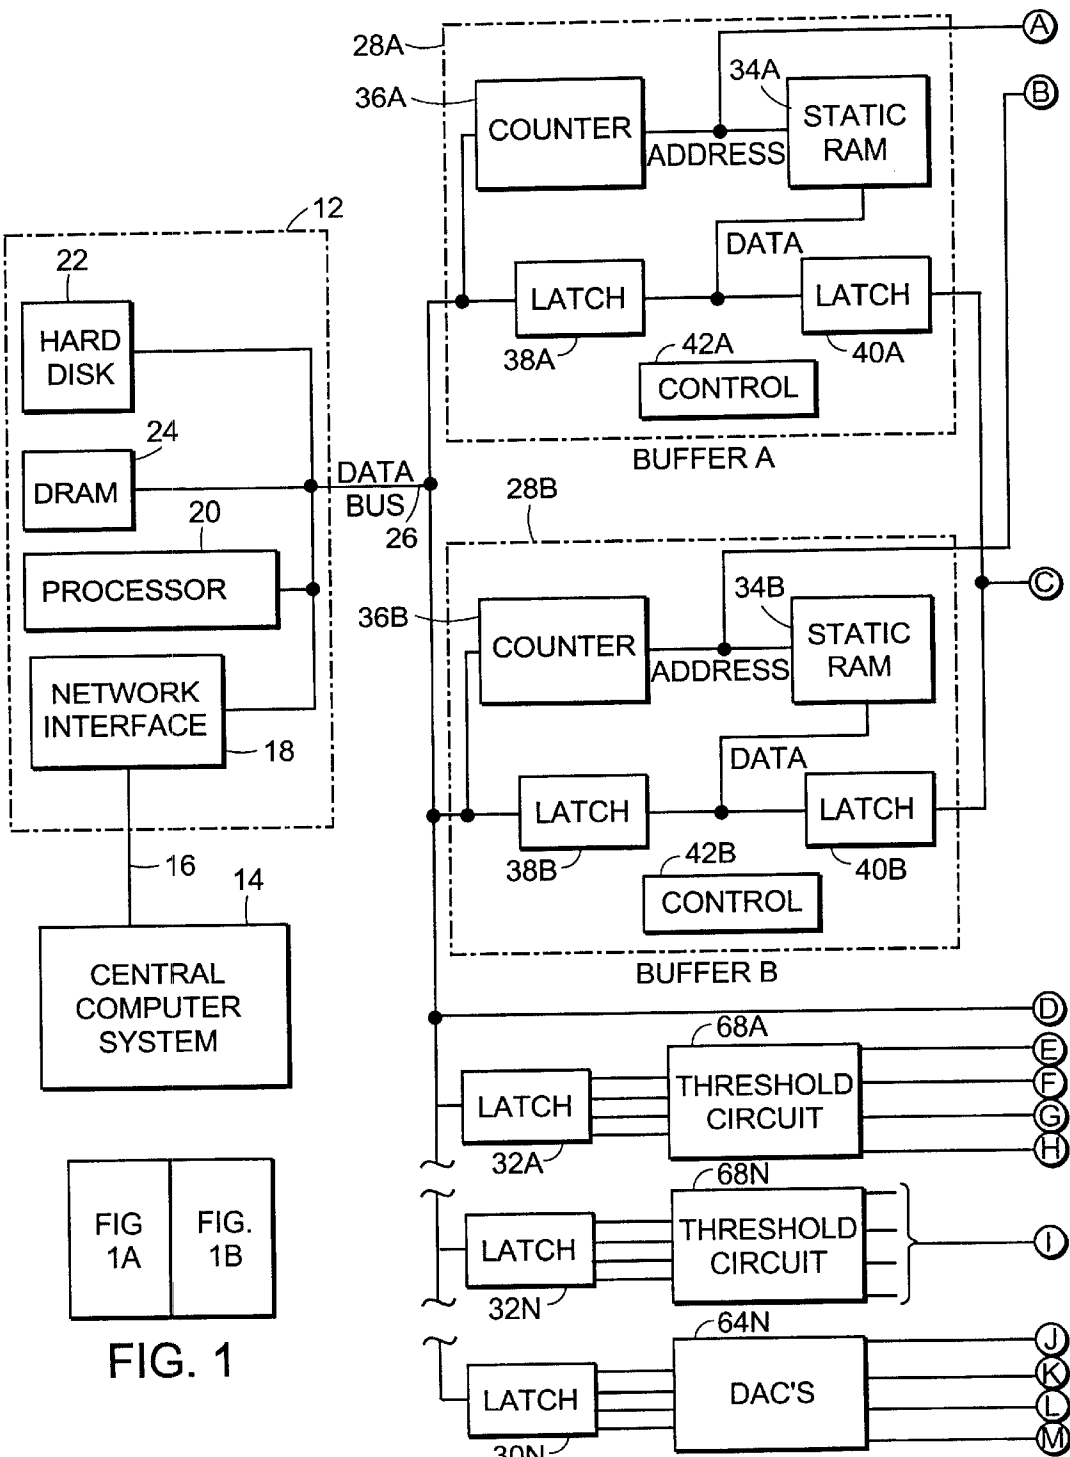 28A
A
34A
36A
B
STATIC
RAM
COUNTER
ADDRESS
12
DATA
22
LATCH
LATCH
HARD
DISK
38A
42A
40A
CONTROL
24
BUFFER A
DRAM
DATA
BUS
28B
20
26
PROCESSOR
C
36B
34B
STATIC
RAM
COUNTER
ADDRESS
NETWORK
INTERFACE
18
DATA
LATCH
LATCH
16
38B
42B
40B
14
CONTROL
CENTRAL
COMPUTER
SYSTEM
BUFFER B
D
68A
E
THRESHOLD
CIRCUIT
F
LATCH
G
H
32A
68N
FIG
1A
FIG.
1B
THRESHOLD
CIRCUIT
LATCH
I
32N
64N
FIG. 1
J
K
LATCH
DAC'S
L
M
30N